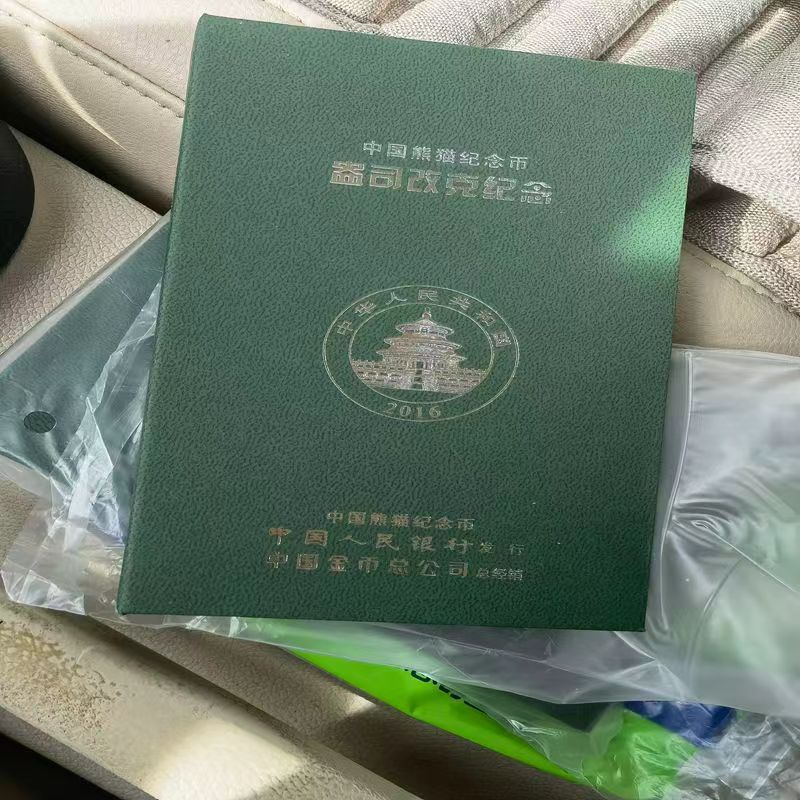 中国熊猫纪念币
盎司改克纪念
中华人民共和國
2016
中国熊猫纪念币
中国人民银行发 行
中国金币总公司总经销